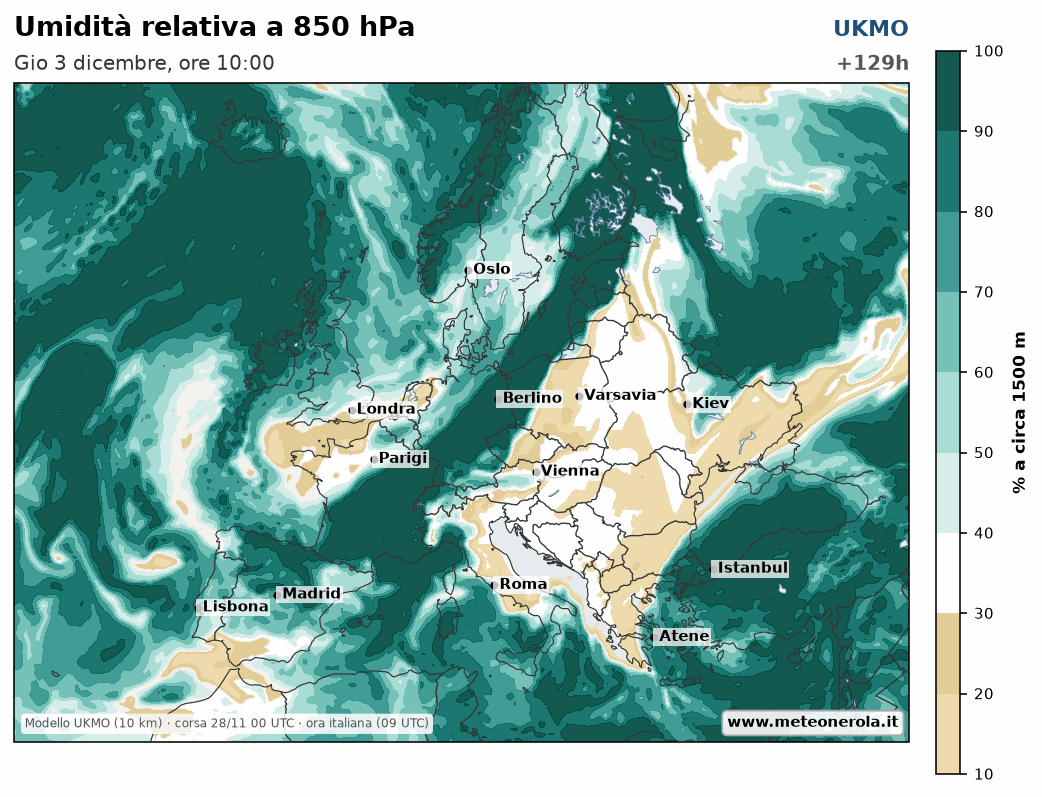 Umidità relativa a 850 hPa
UKMO
Gio 3 dicembre, ore 10:00
+129h
100
90
80
70
60
50
40
30
20
10
% a circa 1500 m
Oslo
Berlino
Varsavia
Kiev
Londra
Parigi
Vienna
Istanbul
Roma
Madrid
Lisbona
Atene
Modello UKMO (10 km) · corsa 28/11 00 UTC · ora italiana (09 UTC)
www.meteonerola.it